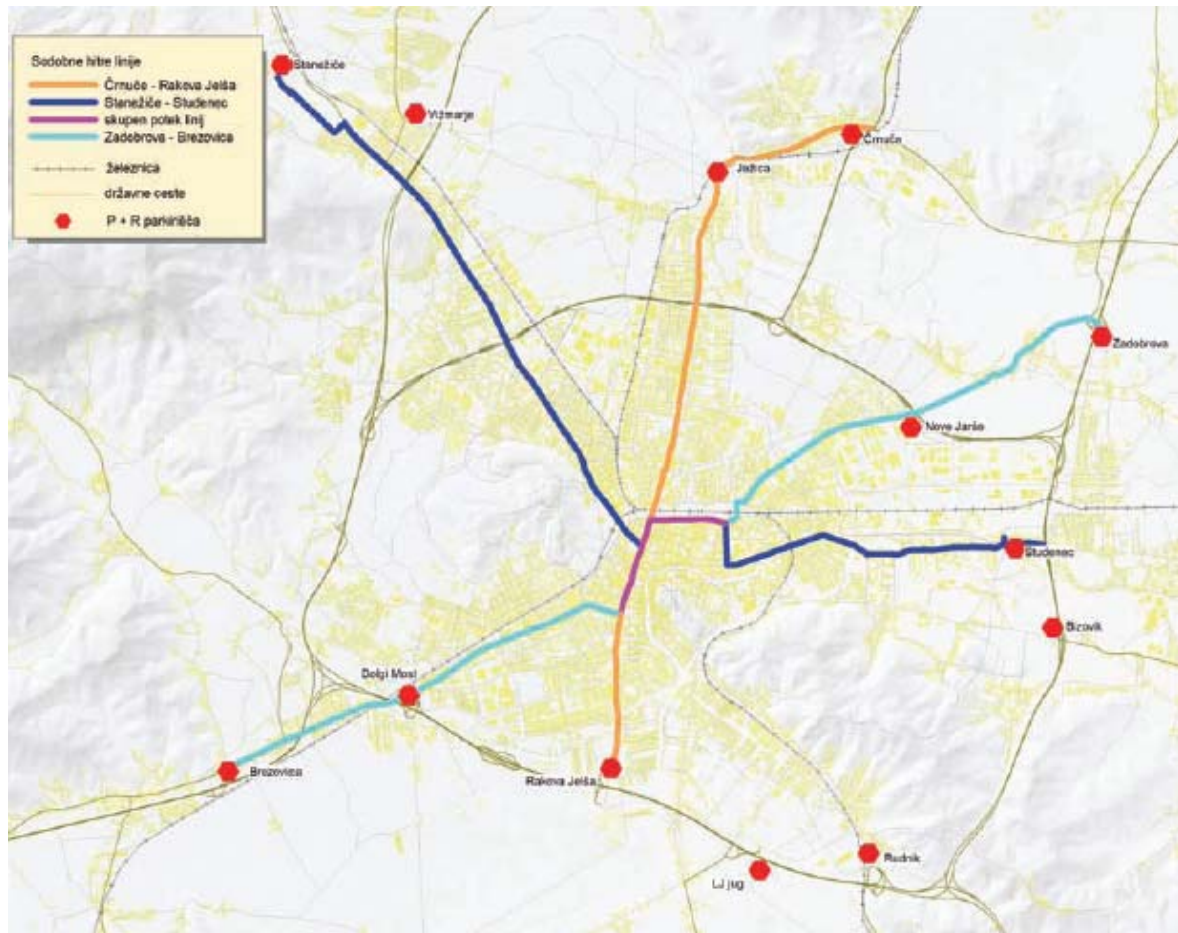 Sodobne hitre linije
Črnuče - Rakova Jelša
Stanežiče - Studenec
skupen potek linij
Zadobrova - Brezovica
železnica
državne ceste
P + R parkirišča
Stanežiče
Vižmarje
Črnuče
Ježica
Zadobrova
Nove Jarše
Studenec
Bizovik
Dolgi Most
Brezovica
Rakova Jelša
Rudnik
LJ jug